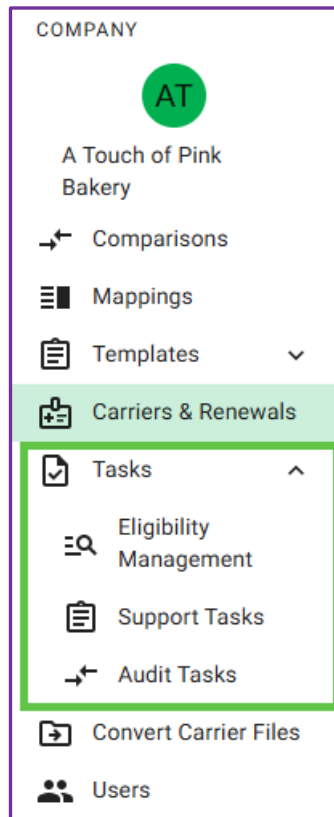 COMPANY
AT
A Touch of Pink
Bakery
Comparisons
Mappings
Templates
Carriers & Renewals
Tasks
Eligibility
Management
Support Tasks
Audit Tasks
Convert Carrier Files
Users